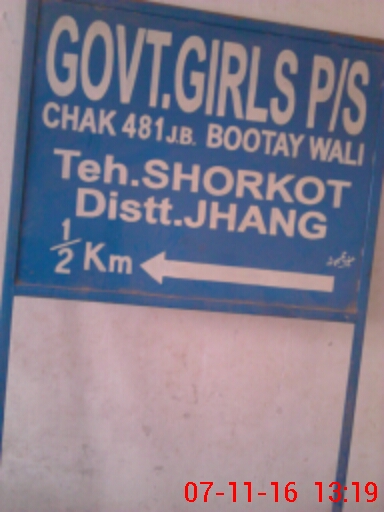 GOVT.GIRLS P/S
CHAK 481 J.B. BOOTAY WALI
Teh.SHORKOT
Distt.JHANG
1/2 Km
07-11-16 13:19